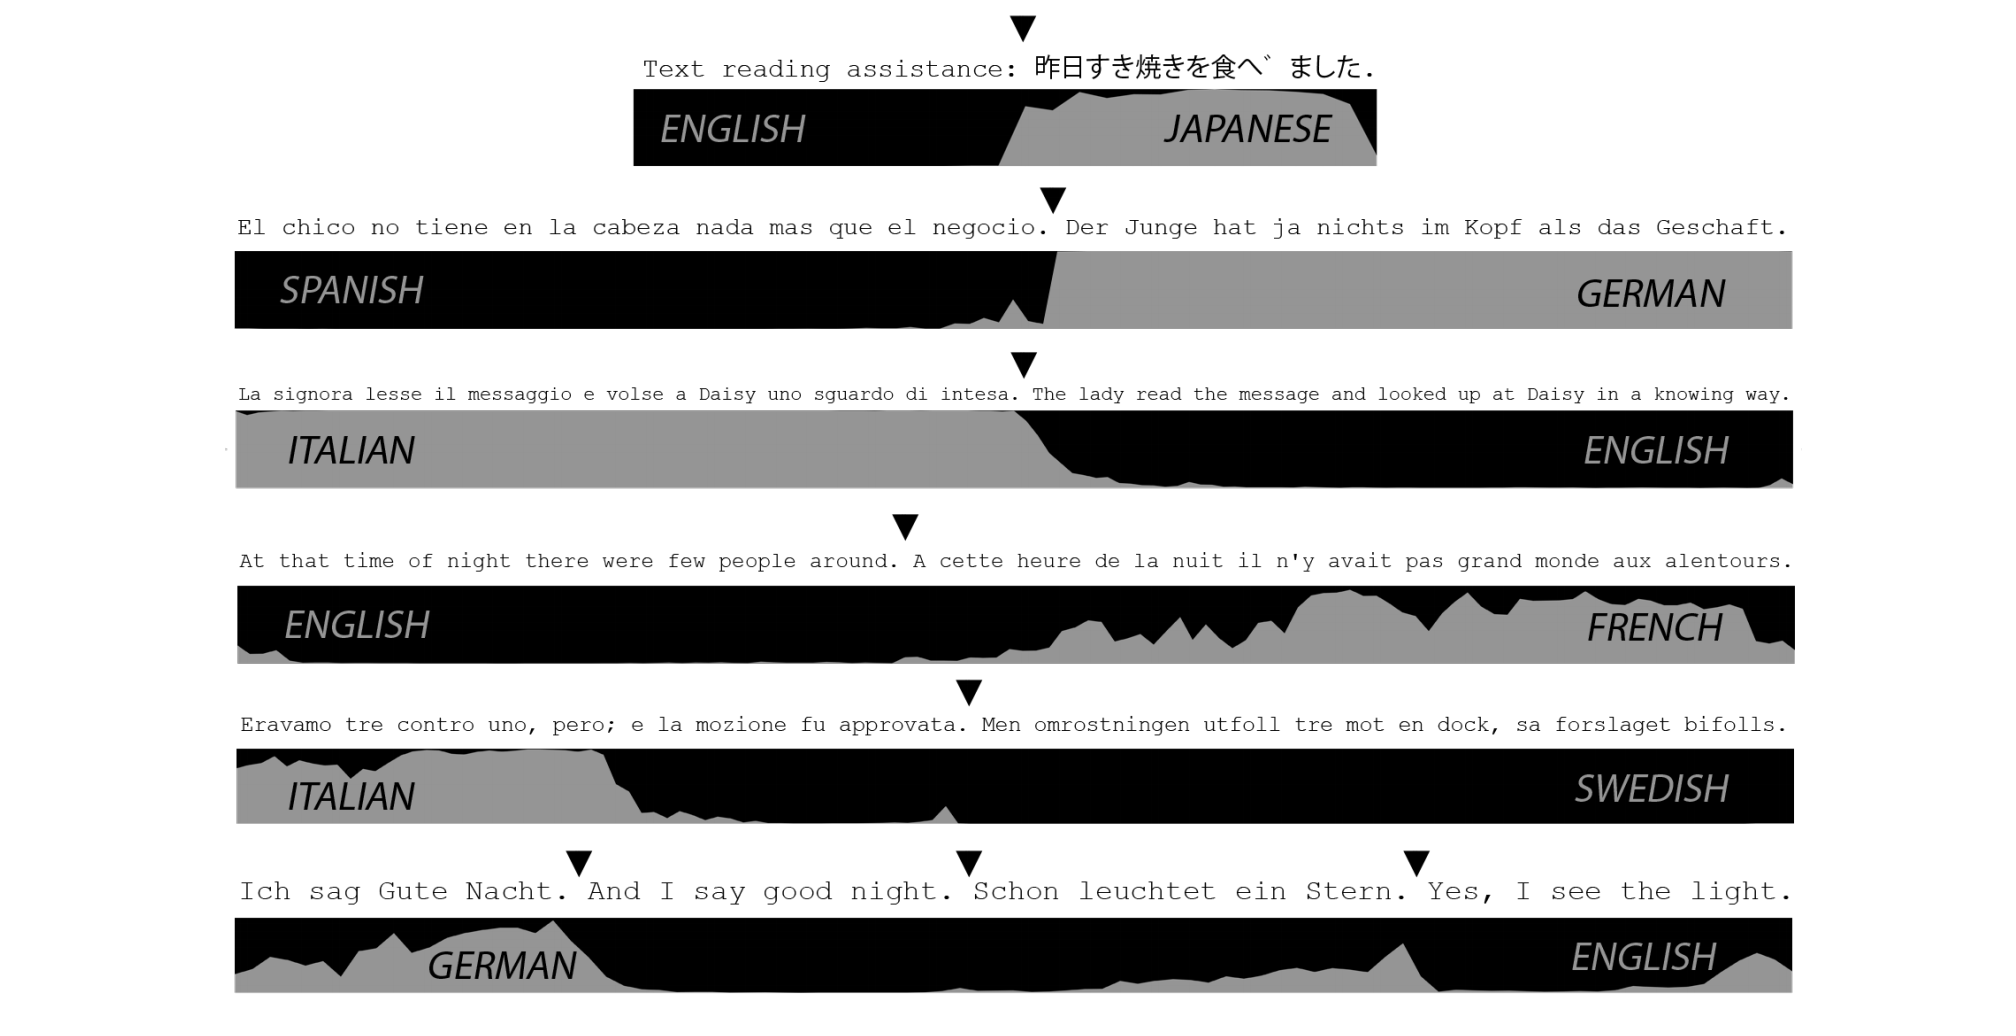 ▼
Text reading assistance: 昨日すき焼きを食へ゛ました.
ENGLISH JAPANESE
▼
El chico no tiene en la cabeza nada mas que el negocio. Der Junge hat ja nichts im Kopf als das Geschaft.
SPANISH GERMAN
▼
La signora lesse il messaggio e volse a Daisy uno sguardo di intesa. The lady read the message and looked up at Daisy in a knowing way.
ITALIAN ENGLISH
▼
At that time of night there were few people around. A cette heure de la nuit il n'y avait pas grand monde aux alentours.
ENGLISH FRENCH
▼
Eravamo tre contro uno, pero; e la mozione fu approvata. Men omrostningen utfoll tre mot en dock, sa forslaget bifolls.
ITALIAN SWEDISH
▼ ▼ ▼
Ich sag Gute Nacht. And I say good night. Schon leuchtet ein Stern. Yes, I see the light.
GERMAN ENGLISH